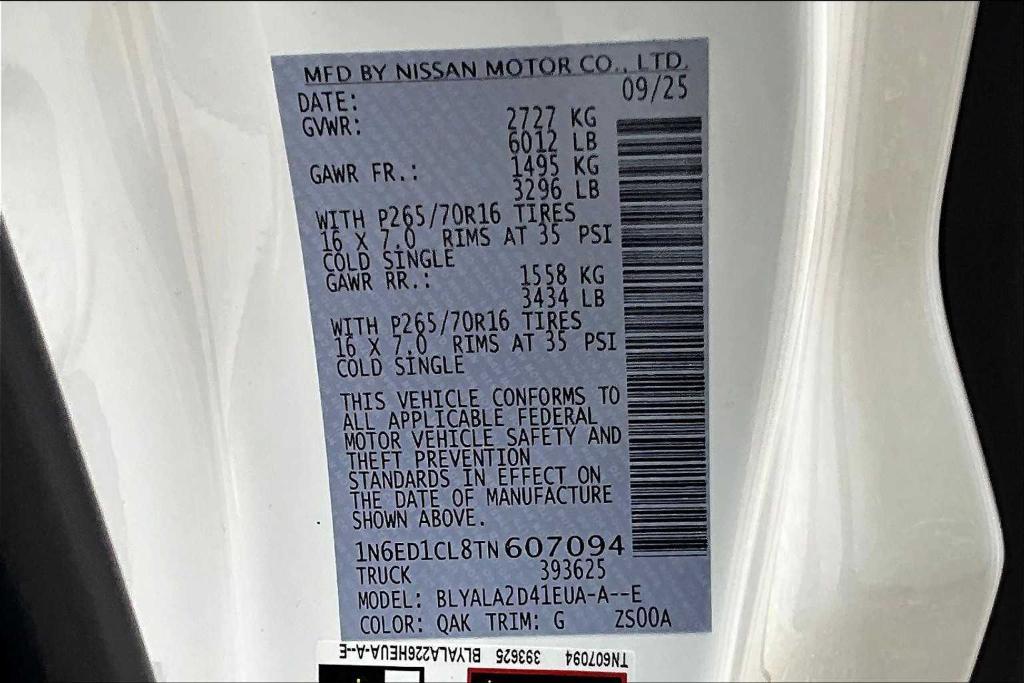 MFD BY NISSAN MOTOR CO., LTD.
DATE: 09/25
GVWR: 2727 KG
6012 LB
GAWR FR.: 1495 KG
3296 LB
WITH P265/70R16 TIRES
16 X 7.0 RIMS AT 35 PSI
COLD SINGLE
GAWR RR.: 1558 KG
3434 LB
WITH P265/70R16 TIRES
16 X 7.0 RIMS AT 35 PSI
COLD SINGLE
THIS VEHICLE CONFORMS TO
ALL APPLICABLE FEDERAL
MOTOR VEHICLE SAFETY AND
THEFT PREVENTION
STANDARDS IN EFFECT ON
THE DATE OF MANUFACTURE
SHOWN ABOVE.
1N6ED1CL8TN607094
TRUCK 393625
MODEL: BLYALA2D41EUA-A--E
COLOR: QAK TRIM: G ZS00A
TN607094 393625 BLYALA226HEUA-A--E